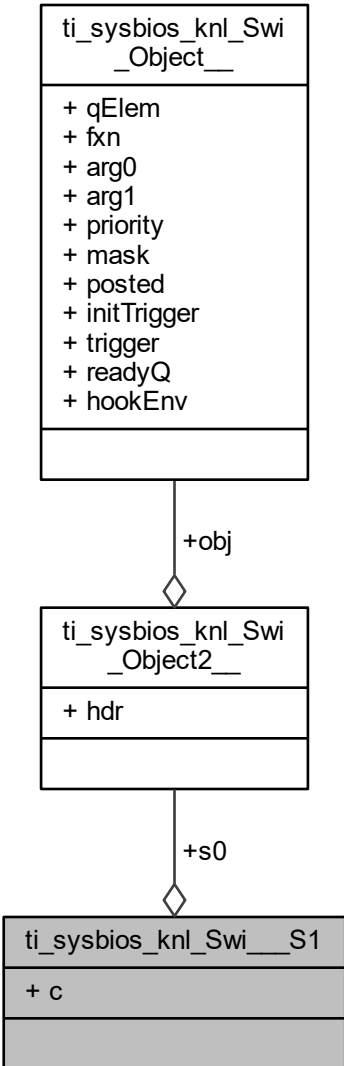 ti_sysbios_knl_Swi
_Object__
+ qElem
+ fxn
+ arg0
+ arg1
+ priority
+ mask
+ posted
+ initTrigger
+ trigger
+ readyQ
+ hookEnv
+obj
ti_sysbios_knl_Swi
_Object2__
+ hdr
+s0
ti_sysbios_knl_Swi___S1
+ c